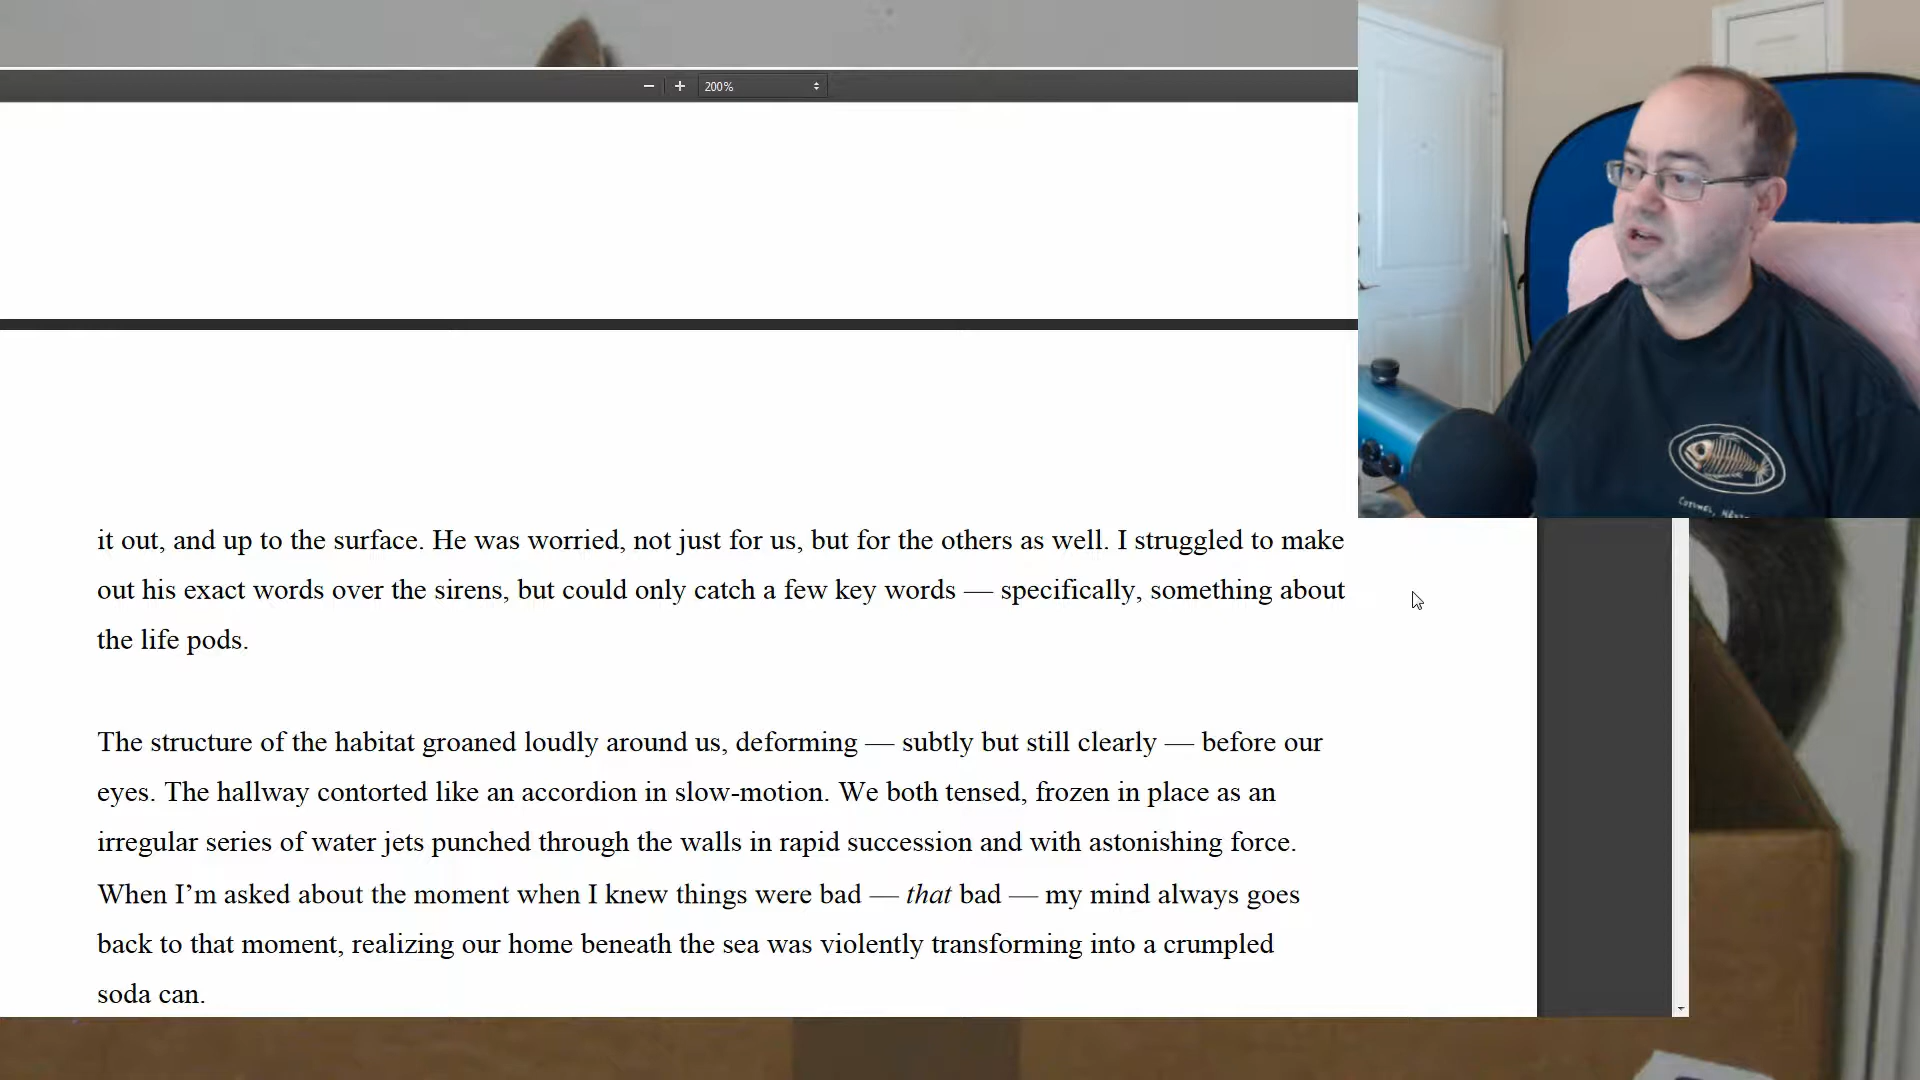 200%
it out, and up to the surface. He was worried, not just for us, but for the others as well. I struggled to make
out his exact words over the sirens, but could only catch a few key words — specifically, something about
the life pods.
The structure of the habitat groaned loudly around us, deforming — subtly but still clearly — before our
eyes. The hallway contorted like an accordion in slow-motion. We both tensed, frozen in place as an
irregular series of water jets punched through the walls in rapid succession and with astonishing force.
When I’m asked about the moment when I knew things were bad — that bad — my mind always goes
back to that moment, realizing our home beneath the sea was violently transforming into a crumpled
soda can.